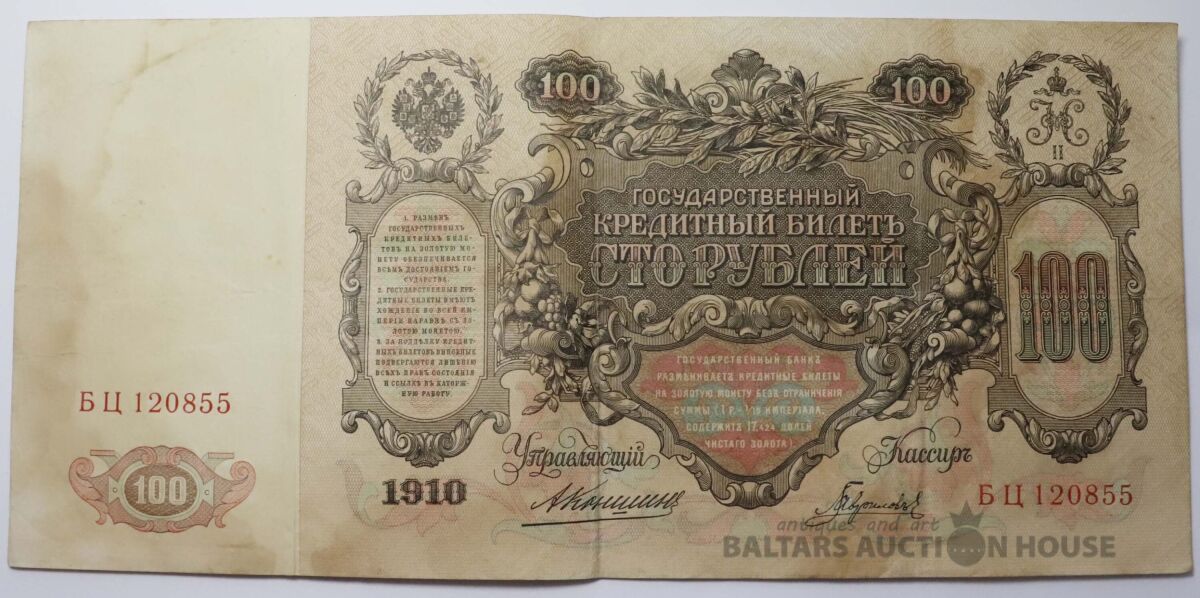 100
100
II
ГОСУДАРСТВЕННЫЙ
КРЕДИТНЫЙ БИЛЕТЪ
СТО РУБЛЕЙ
1. РАЗМѢНЪ
ГОСУДАРСТВЕННЫХЪ
КРЕДИТНЫХЪ БИЛЕ-
ТОВЪ НА ЗОЛОТУЮ МО-
НЕТУ ОБЕЗПЕЧИВАЕТСЯ
ВСѢМЪ ДОСТОЯНІЕМЪ ГО-
СУДАРСТВА.
2. ГОСУДАРСТВЕННЫЕ КРЕ-
ДИТНЫЕ БИЛЕТЫ ИМѢЮТЪ
ХОЖДЕНІЕ ВО ВСЕЙ ИМ-
ПЕРІИ НАРАВНѢ СЪ ЗО-
ЛОТОЮ МОНЕТОЮ.
3. ЗА ПОДДѢЛКУ КРЕДИТ-
НЫХЪ БИЛЕТОВЪ ВИНОВНЫЕ
ПОДВЕРГАЮТСЯ ЛИШЕНІЮ
ВСѢХЪ ПРАВЪ СОСТОЯНІЯ
И ССЫЛКѢ ВЪ КАТОРЖ-
НУЮ РАБОТУ.
100
ГОСУДАРСТВЕННЫЙ БАНКЪ
РАЗМѢНИВАЕТЪ КРЕДИТНЫЕ БИЛЕТЫ
НА ЗОЛОТУЮ МОНЕТУ БЕЗЪ ОГРАНИЧЕНІЯ
СУММЫ (1 Р. = 1/15 ИМПЕРІАЛА,
СОДЕРЖИТЪ 17,424 ДОЛЕЙ
ЧИСТАГО ЗОЛОТА).
БЦ 120855
100
Управляющій
Кассиръ
1910
АКоншинъ
Гавриловъ
БЦ 120855
antiques and art
BALTARS AUCTION HOUSE